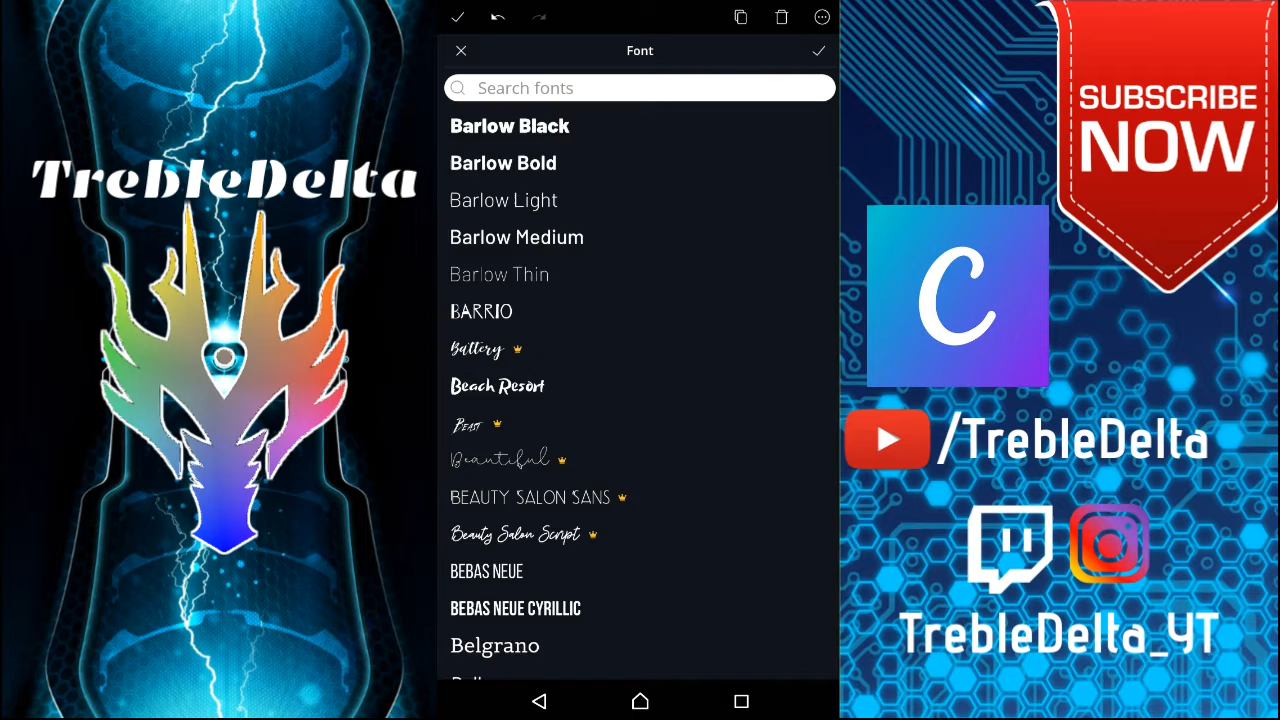 TrebleDelta
Font
Search fonts
Barlow Black
Barlow Bold
Barlow Light
Barlow Medium
Barlow Thin
BARRIO
Battery
Beach Resort
Beast
Beautiful
BEAUTY SALON SANS
Beauty Salon Script
BEBAS NEUE
BEBAS NEUE CYRILLIC
Belgrano
SUBSCRIBE
NOW
C
/TrebleDelta
TrebleDelta_YT